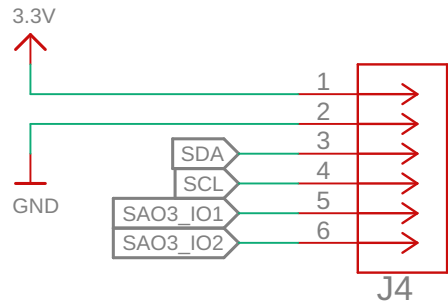 3.3V
1
2
SDA 3
SCL 4
SAO3_IO1 5
SAO3_IO2 6
GND
J4